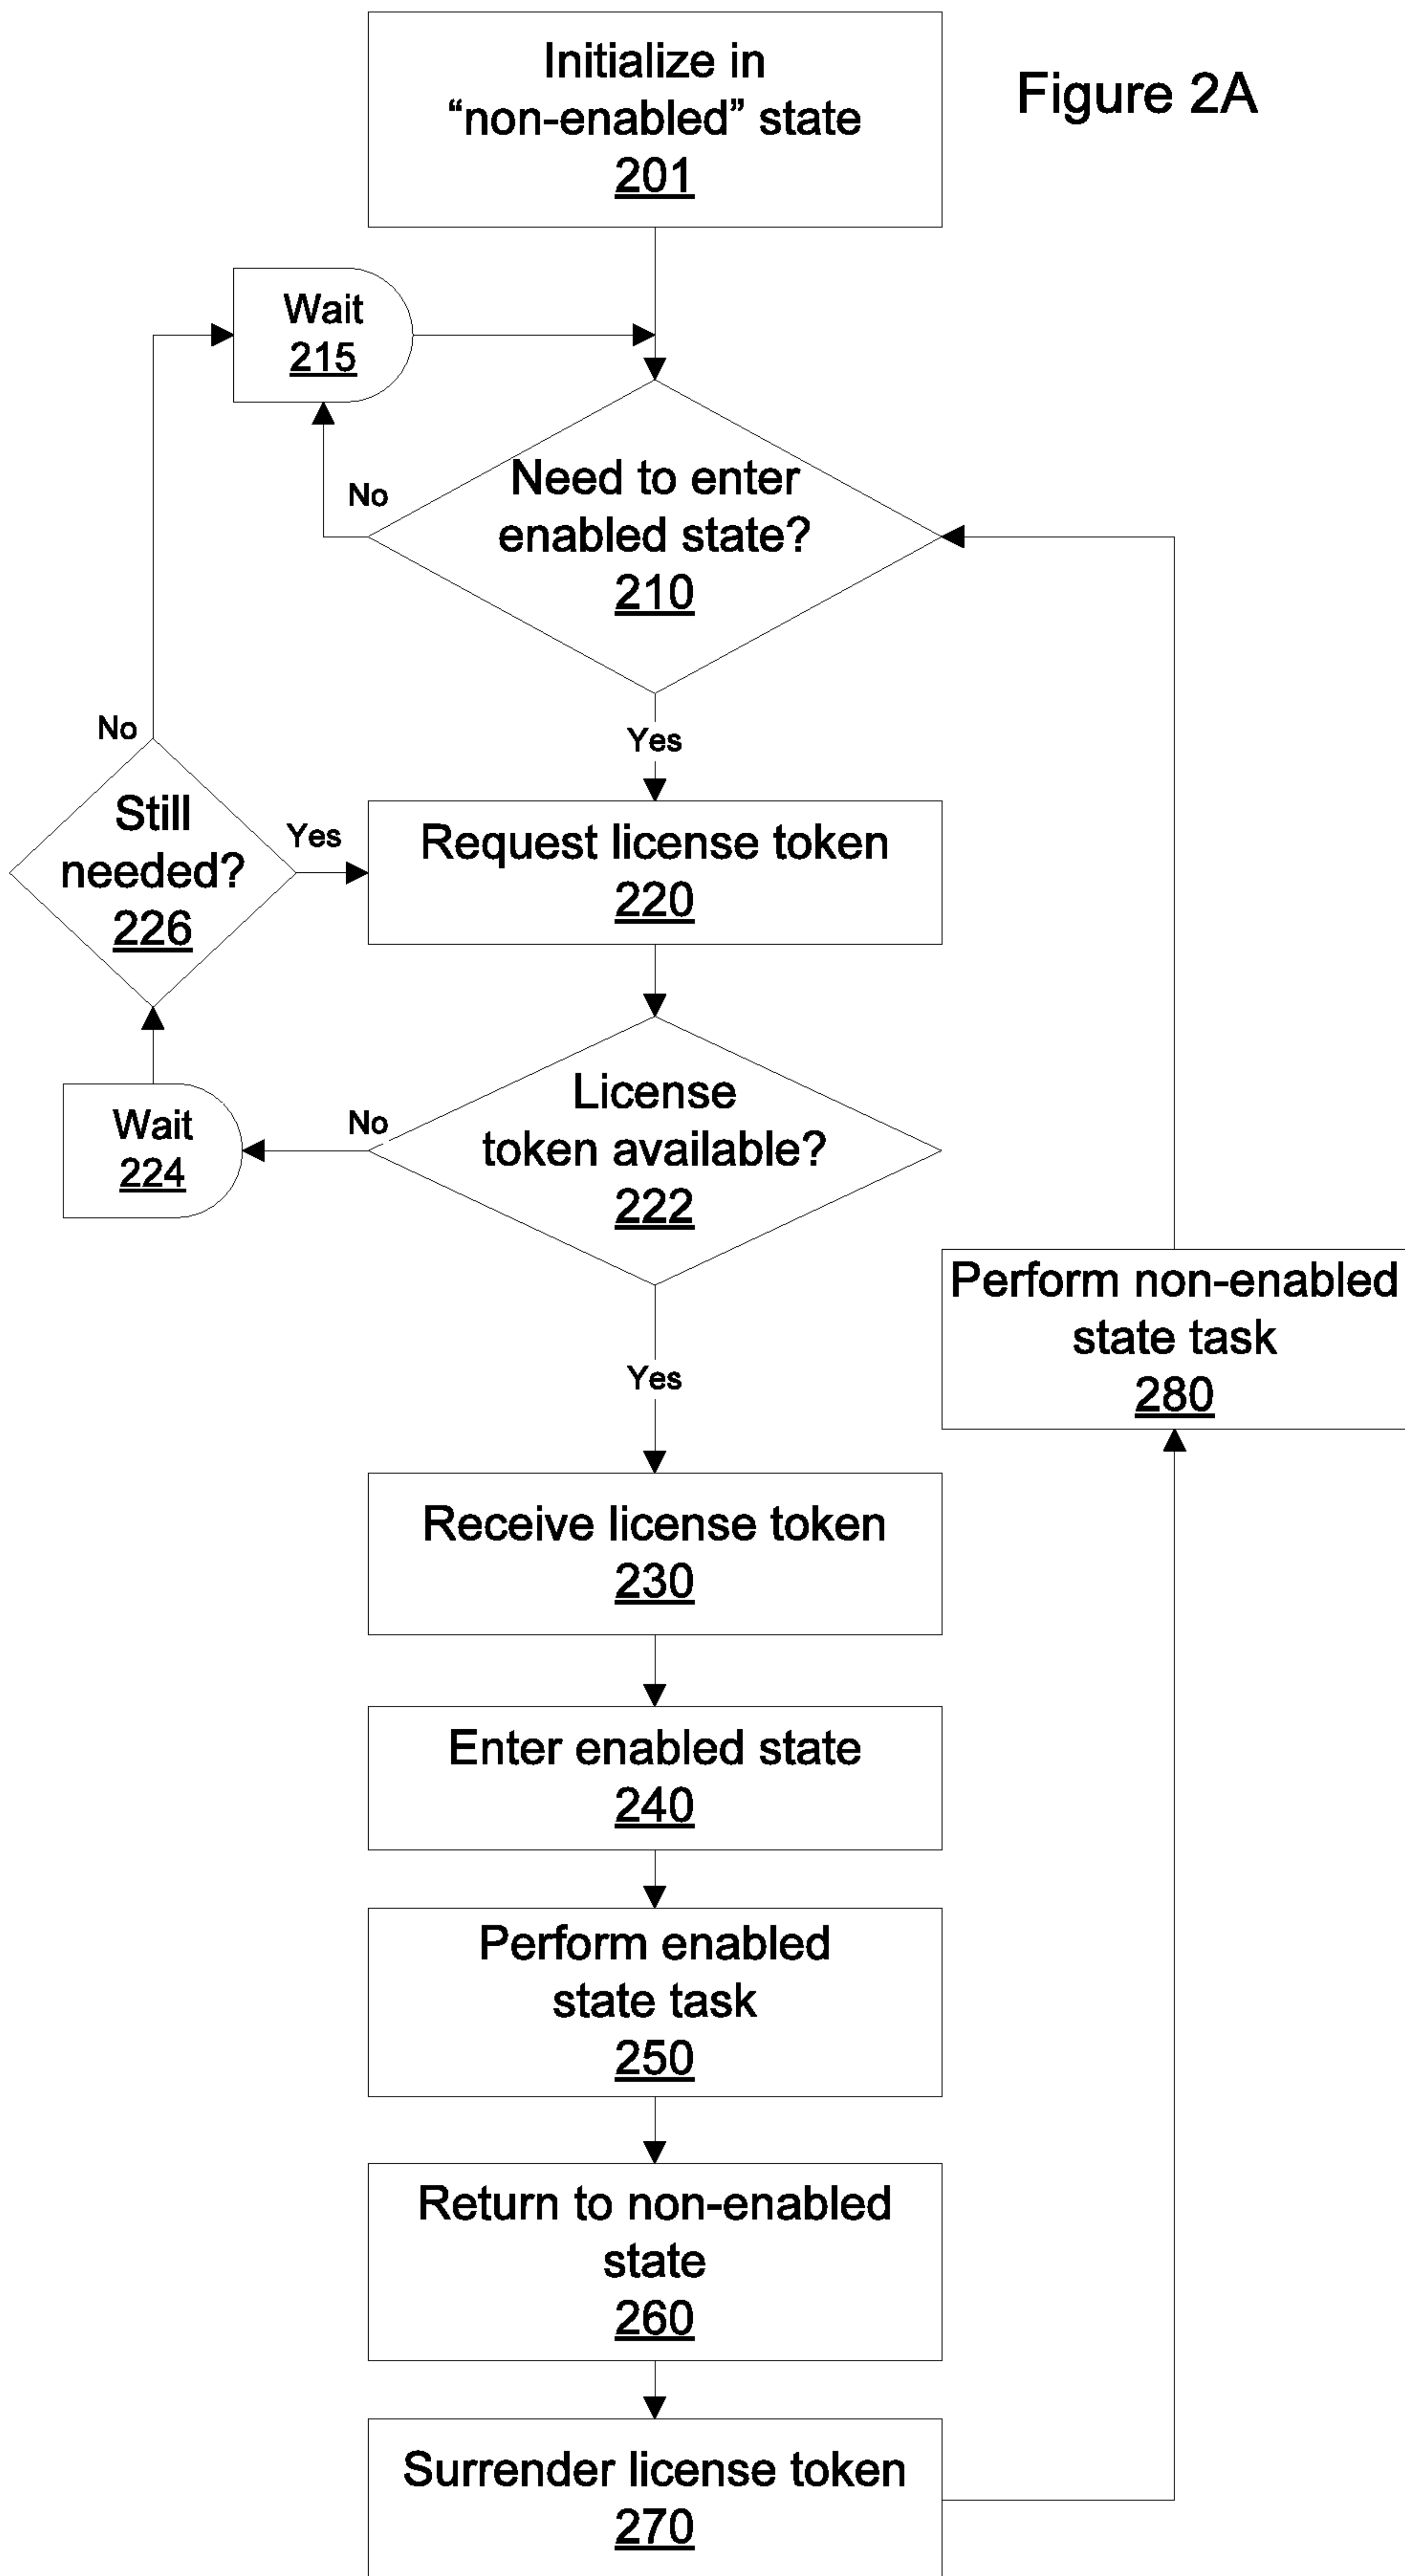 Initialize in
“non-enabled” state
201
Figure 2A
Wait
215
No
Need to enter
enabled state?
210
Yes
No
Still
needed?
226
Yes
Request license token
220
License
token available?
222
No
Wait
224
Yes
Perform non-enabled
state task
280
Receive license token
230
Enter enabled state
240
Perform enabled
state task
250
Return to non-enabled
state
260
Surrender license token
270